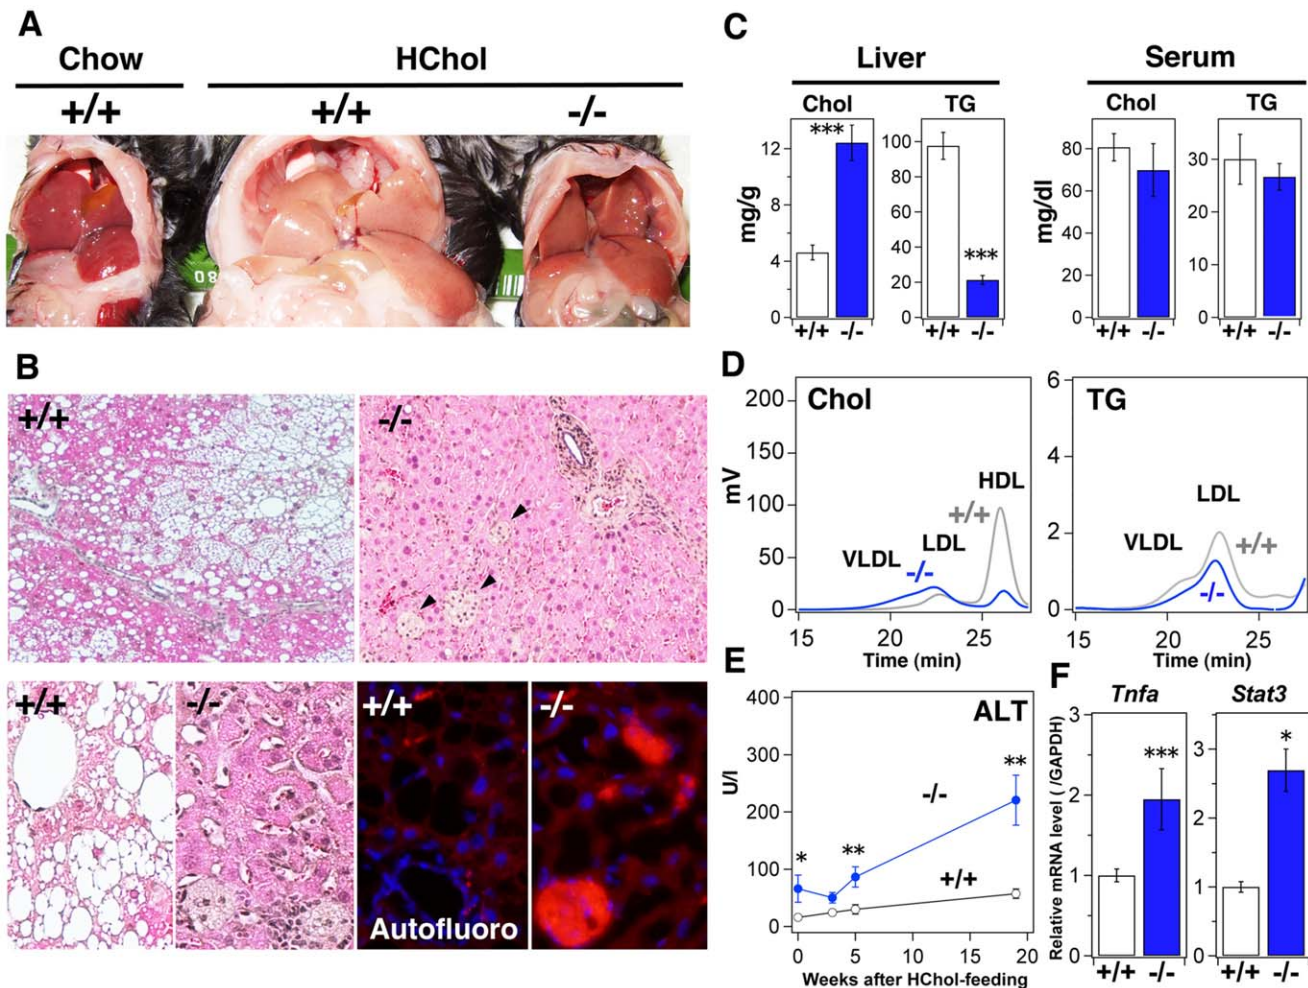 A
Chow
HChol
+/+
+/+
-/-
80
B
+/+
-/-
+/+
-/-
+/+
-/-
Autofluoro
C
Liver
Serum
Chol
TG
Chol
TG
mg/g
12
8
4
0
***
+/+
-/-
100
80
60
40
20
0
***
+/+
-/-
mg/dl
80
60
40
20
0
+/+
-/-
30
20
10
0
+/+
-/-
D
Chol
mV
200
150
100
50
0
VLDL
LDL
HDL
+/+
-/-
15
20
25
Time (min)
TG
6
4
2
0
VLDL
LDL
+/+
-/-
15
20
25
Time (min)
E
ALT
U/l
400
300
200
100
0
*
**
**
-/-
+/+
0
5
10
15
20
Weeks after HChol-feeding
F
Tnfa
Stat3
Relative mRNA level ( /GAPDH)
3
2
1
0
***
+/+
-/-
3
2
1
0
*
+/+
-/-